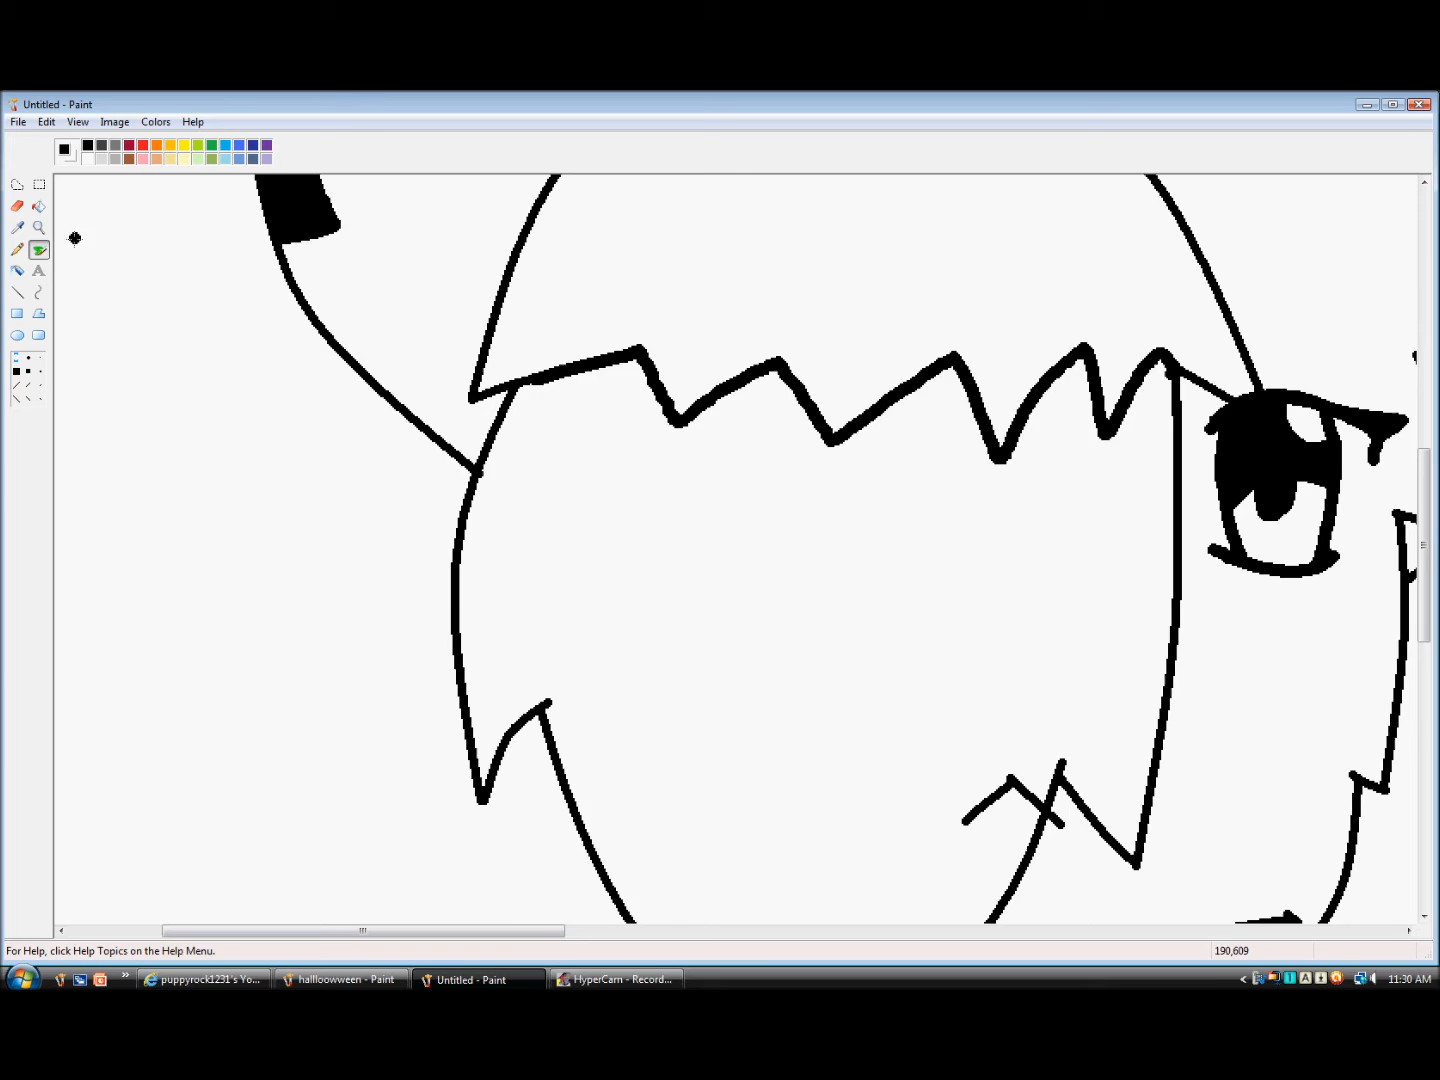 Untitled - Paint
File Edit View Image Colors Help
A
For Help, click Help Topics on the Help Menu.
190,609
puppyrock1231's Yo...
halloowween - Paint
Untitled - Paint
HyperCam - Record...
A
11:30 AM